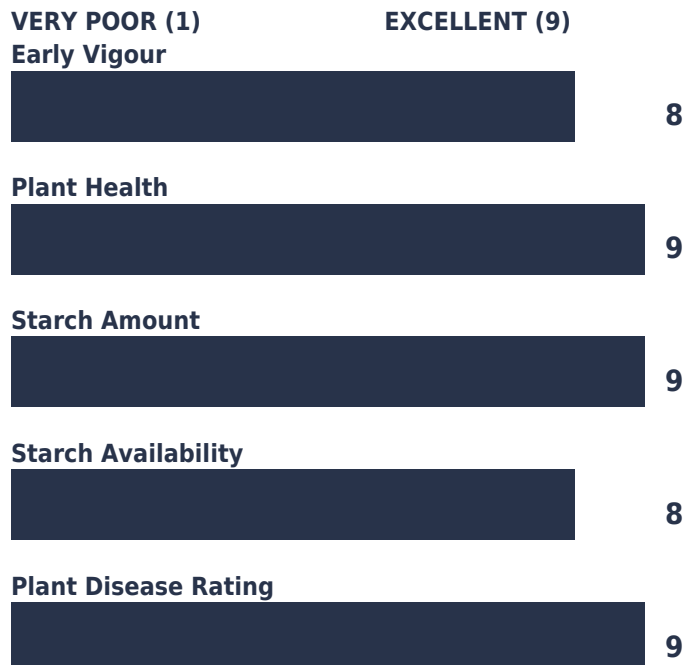 VERY POOR (1) EXCELLENT (9)
Early Vigour
8
Plant Health
9
Starch Amount
9
Starch Availability
8
Plant Disease Rating
9